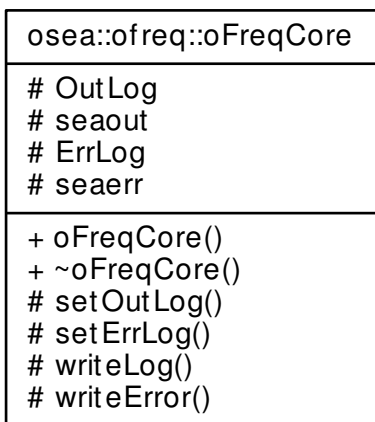 osea::ofreq::oFreqCore
# OutLog
# seaout
# ErrLog
# seaerr
+ oFreqCore()
+ ~oFreqCore()
# setOutLog()
# setErrLog()
# writeLog()
# writeError()